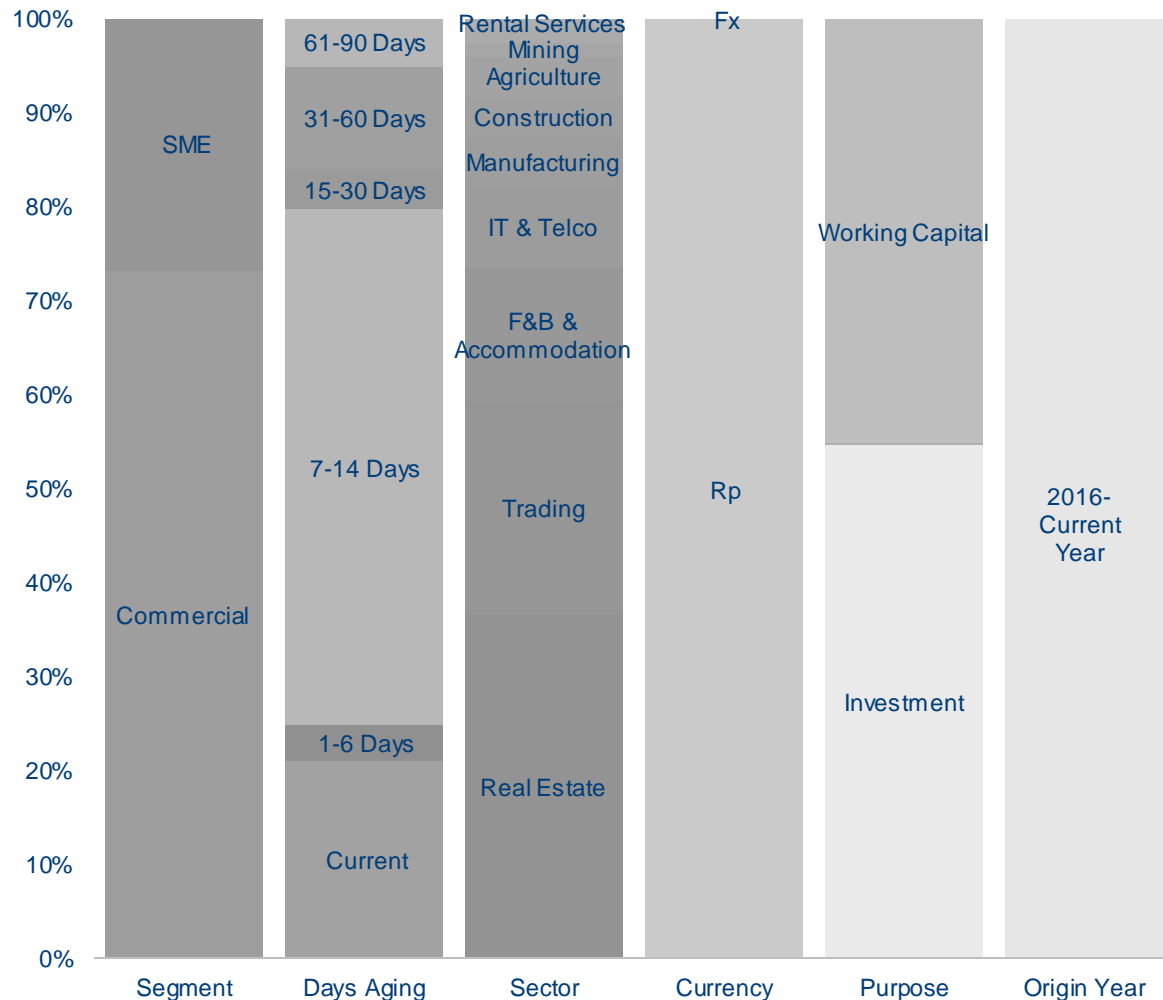 100%
90%
80%
70%
60%
50%
40%
30%
20%
10%
0%
SME
Commercial
61-90 Days
31-60 Days
15-30 Days
7-14 Days
1-6 Days
Current
Rental Services
Mining
Agriculture
Construction
Manufacturing
IT & Telco
F&B &
Accommodation
Trading
Real Estate
Fx
Rp
Working Capital
Investment
2016-
Current
Year
Segment
Days Aging
Sector
Currency
Purpose
Origin Year